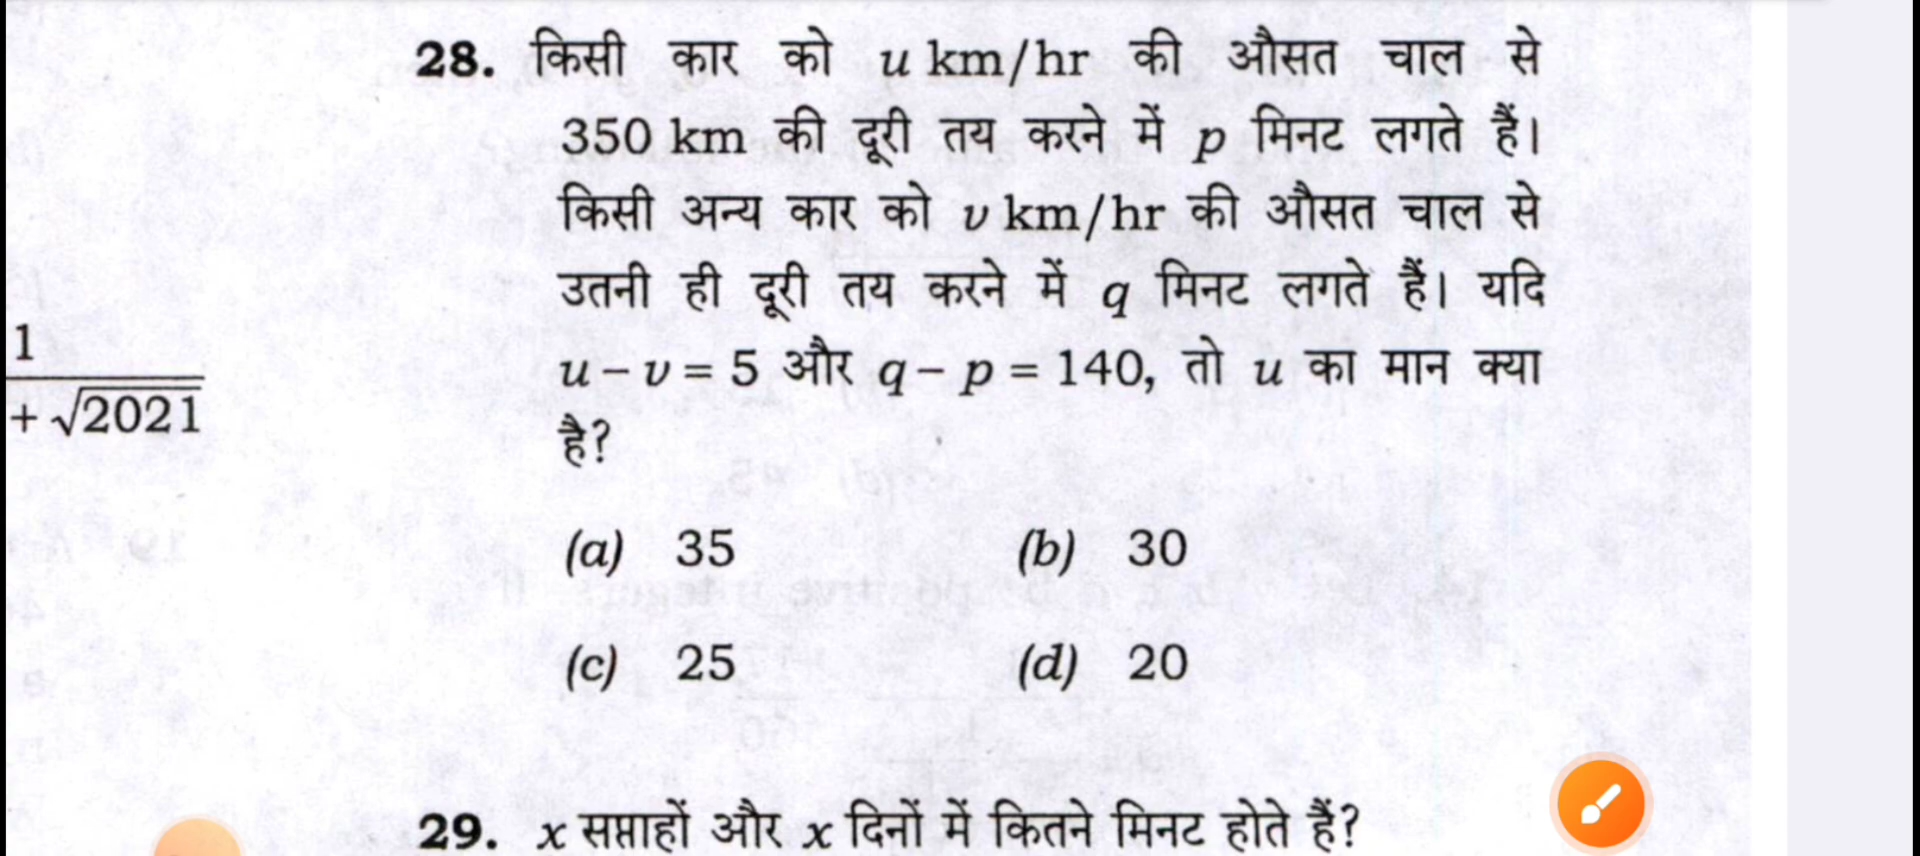 28. किसी कार को u km/hr की औसत चाल से
350 km की दूरी तय करने में p मिनट लगते हैं।
किसी अन्य कार को v km/hr की औसत चाल से
उतनी ही दूरी तय करने में q मिनट लगते हैं। यदि
u – v = 5 और q – p = 140, तो u का मान क्या
है?
1
+ √2021
(a) 35 (b) 30
(c) 25 (d) 20
29. x सप्ताहों और x दिनों में कितने मिनट होते हैं?